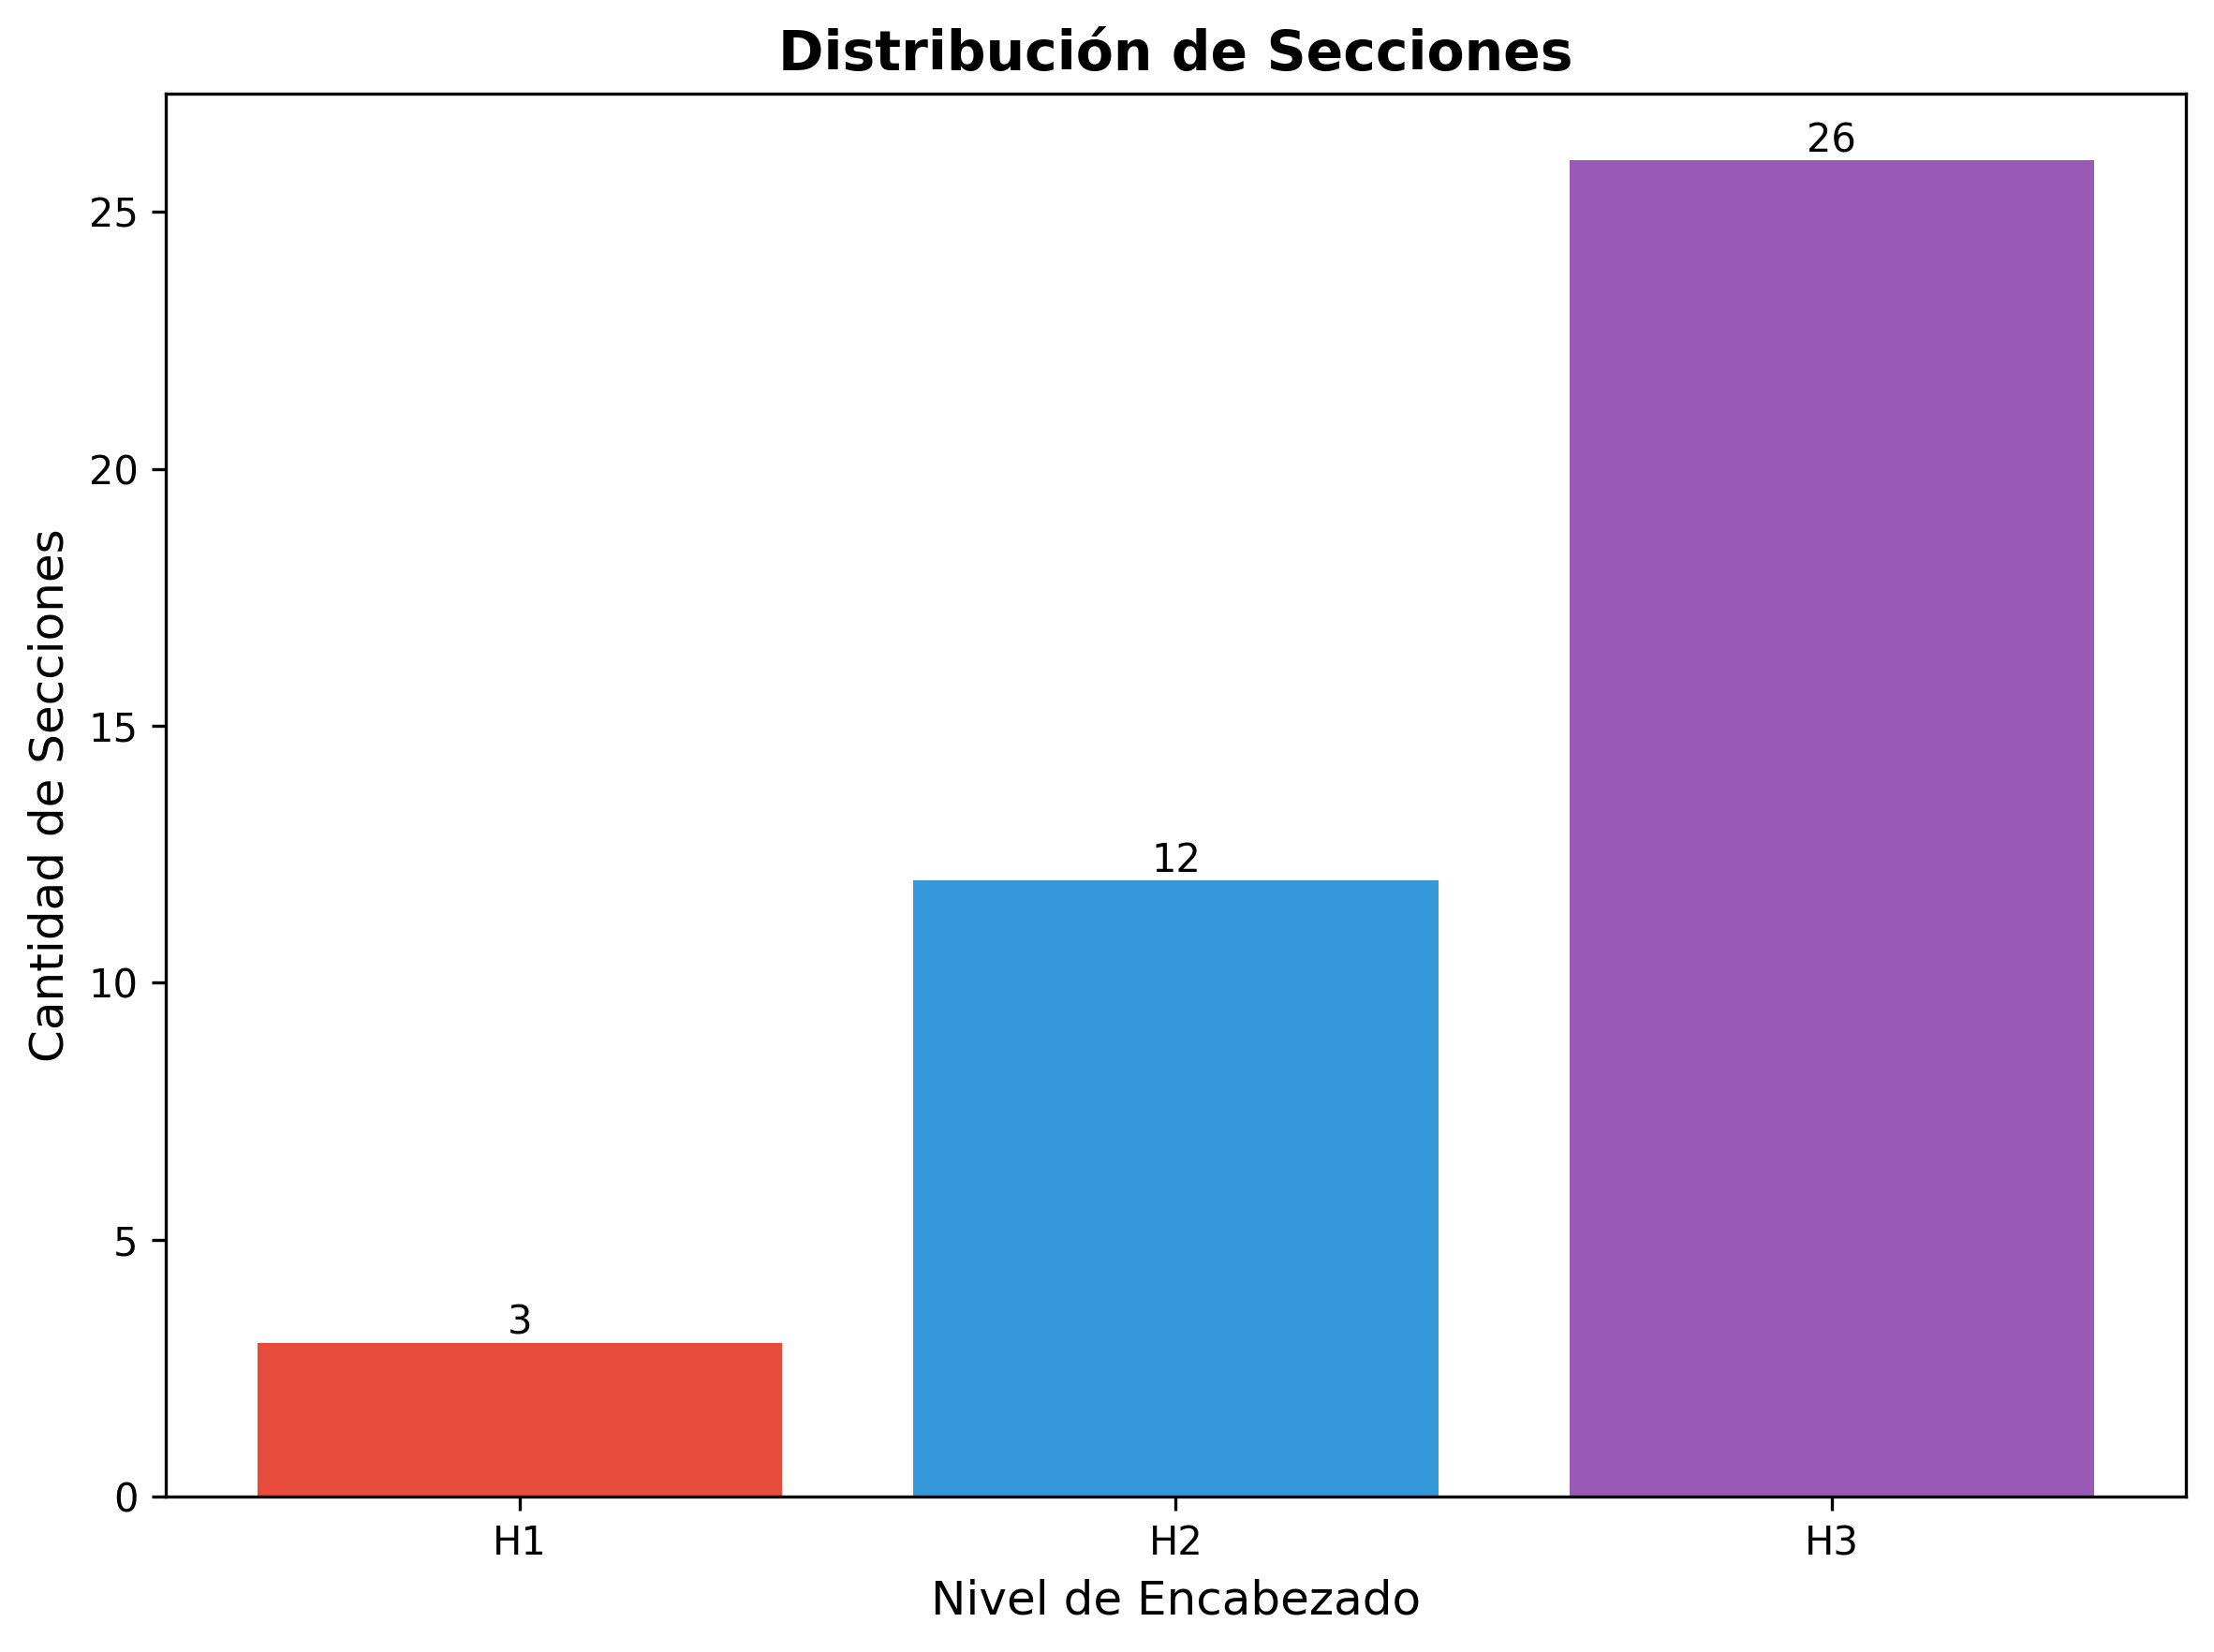 Distribución de Secciones
Cantidad de Secciones
25
20
15
10
5
0
3
12
26
H1
H2
H3
Nivel de Encabezado